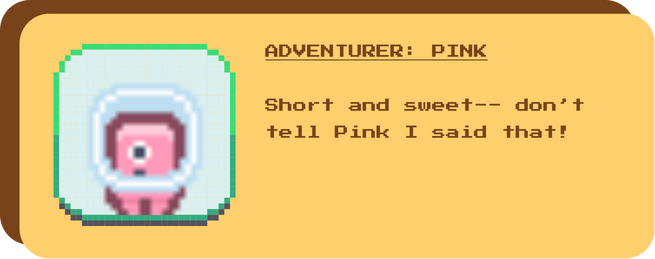 ADVENTURER: PINK
Short and sweet-- don't
tell Pink I said that!